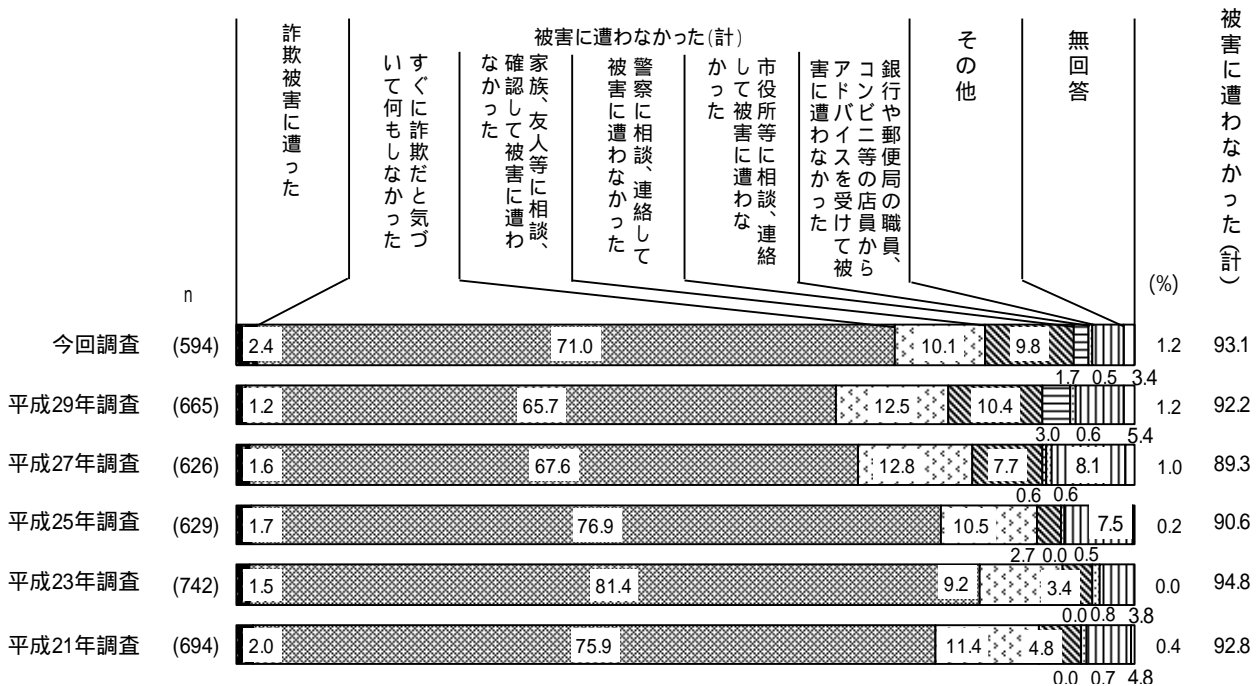 詐欺被害に遭った
被害に遭わなかった(計)
すぐに詐欺だと気づ
いて何もしなかった
家族、友人等に相談、
確認して被害に遭わ
なかった
警察に相談、連絡して
被害に遭わなかった
市役所等に相談、連絡
して被害に遭わな
かった
銀行や郵便局の職員、
コンビニ等の店員から
アドバイスを受けて被
害に遭わなかった
その他
無回答
被害に遭わなかった(計)
n
(%)
今回調査 (594) 2.4 71.0 10.1 9.8 1.2 93.1
1.7 0.5 3.4
平成29年調査 (665) 1.2 65.7 12.5 10.4 1.2 92.2
3.0 0.6 5.4
平成27年調査 (626) 1.6 67.6 12.8 7.7 8.1 1.0 89.3
0.6 0.6
平成25年調査 (629) 1.7 76.9 10.5 7.5 0.2 90.6
2.7 0.0 0.5
平成23年調査 (742) 1.5 81.4 9.2 3.4 0.0 94.8
0.0 0.8 3.8
平成21年調査 (694) 2.0 75.9 11.4 4.8 0.4 92.8
0.0 0.7 4.8